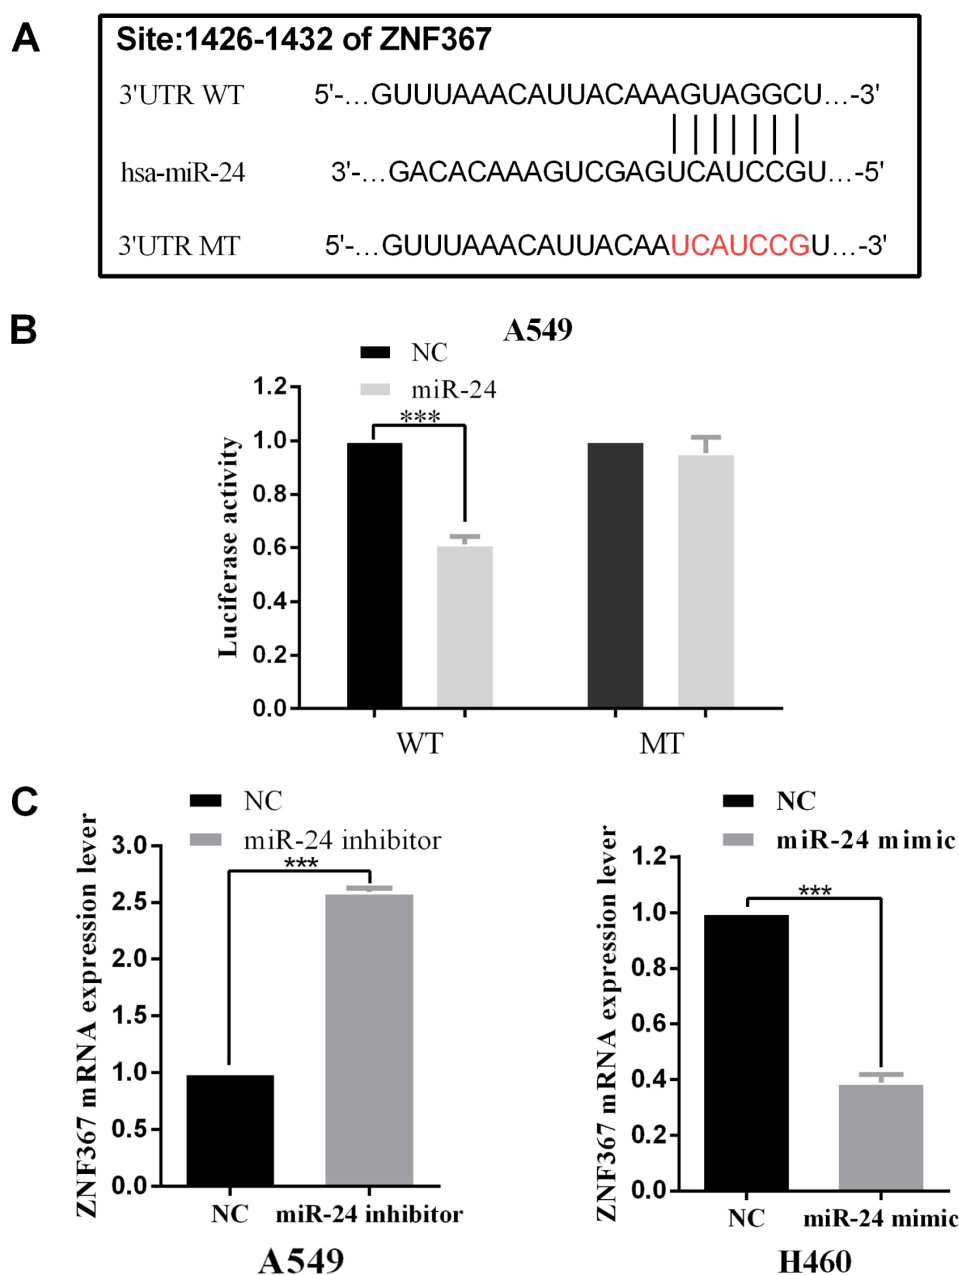 A
Site:1426-1432 of ZNF367
3'UTR WT 5'-...GUUUAAACAUUACAAAGUAGGCU...-3'
hsa-miR-24 3'-...GACACAAAGUCGAGUCAUCCGU...-5'
3'UTR MT 5'-...GUUUAAACAUUACAAUCAUCCGU...-3'
B
A549
NC
miR-24
***
Luciferase activity
1.2
1.0
0.8
0.6
0.4
0.2
0.0
WT MT
C
NC
miR-24 inhibitor
***
ZNF367 mRNA expression lever
3.0
2.5
2.0
1.5
1.0
0.5
0.0
NC miR-24 inhibitor
A549
NC
miR-24 mimic
***
ZNF367 mRNA expression lever
1.2
1.0
0.8
0.6
0.4
0.2
0.0
NC miR-24 mimic
H460